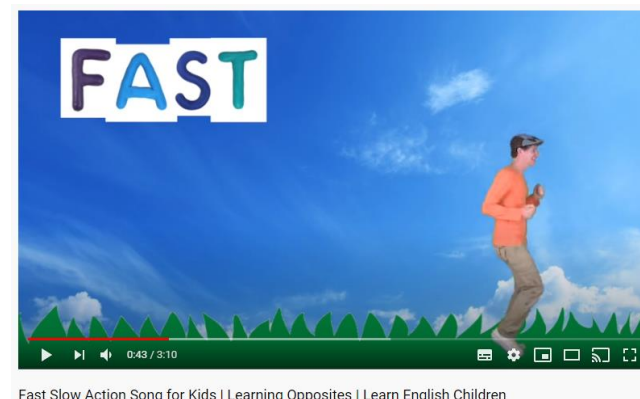 FAST
0:43 / 3:10
Fast Slow Action Song for Kids | Learning Opposites | Learn English Children